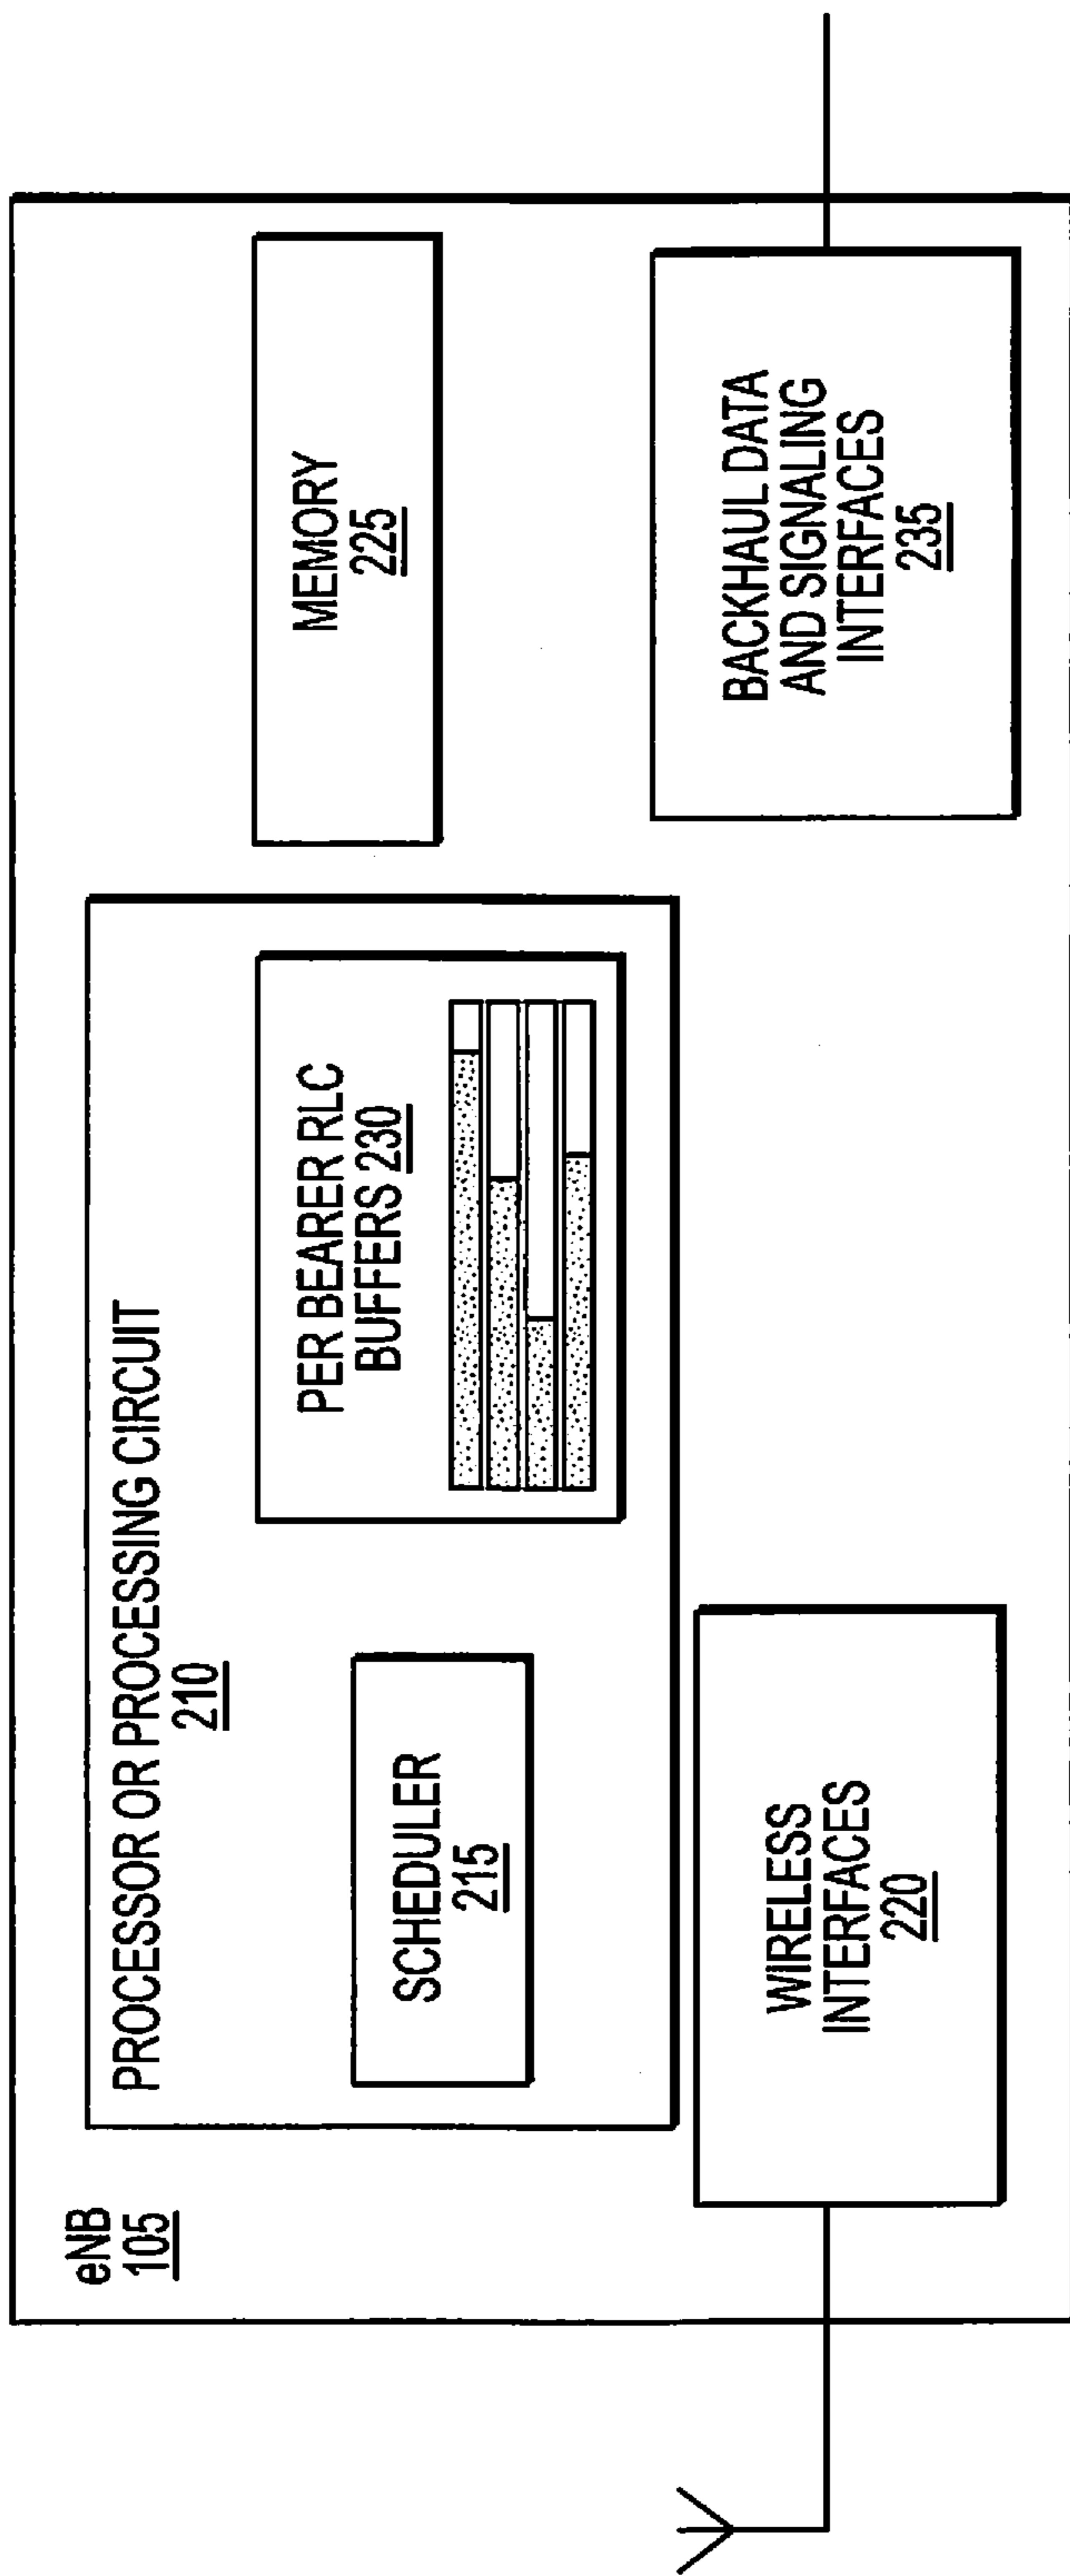 eNB
105
PROCESSOR OR PROCESSING CIRCUIT
210
SCHEDULER
215
PER BEARER RLC
BUFFERS 230
MEMORY
225
WIRELESS
INTERFACES
220
BACKHAUL DATA
AND SIGNALING
INTERFACES
235